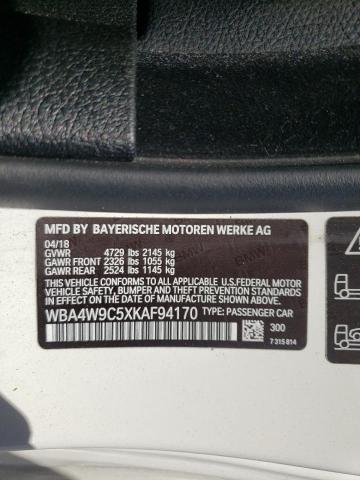 MFD BY BAYERISCHE MOTOREN WERKE AG
04/18
GVWR 4729 lbs 2145 kg
GAWR FRONT 2326 lbs 1055 kg
GAWR REAR 2524 lbs 1145 kg
THIS VEHICLE CONFORMS TO ALL APPLICABLE U.S.FEDERAL MOTOR
VEHICLE SAFETY, BUMPER, AND THEFT PREVENTION STANDARDS
IN EFFECT ON THE DATE OF MANUFACTURE SHOWN ABOVE.
WBA4W9C5XKAF94170 TYPE: PASSENGER CAR
300
7 315 814